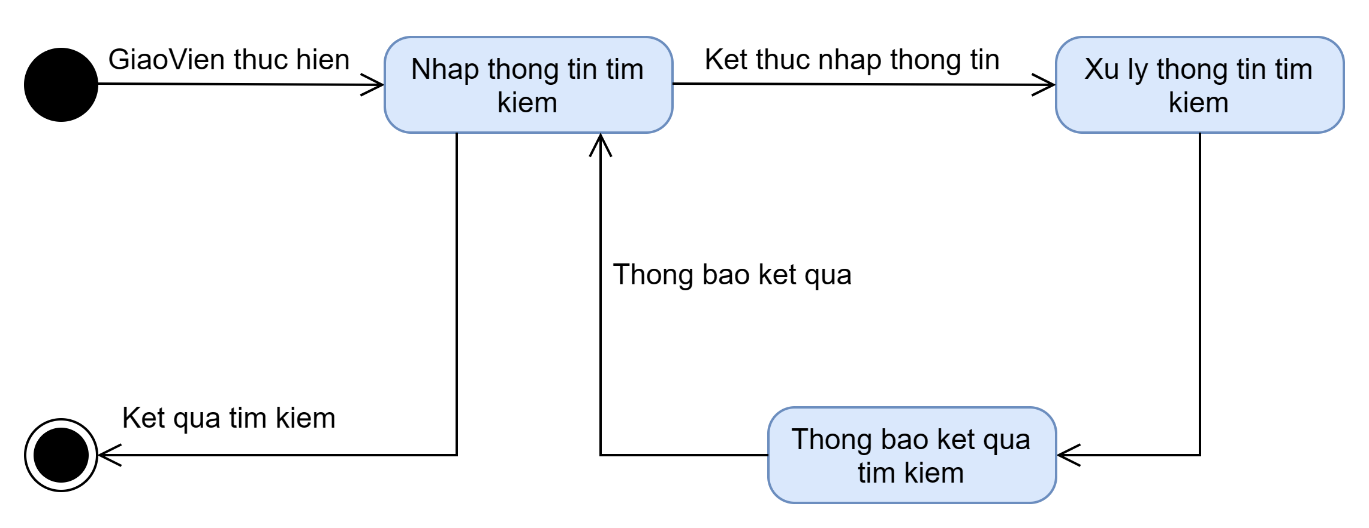 GiaoVien thuc hien
Nhap thong tin tim
kiem
Ket thuc nhap thong tin
Xu ly thong tin tim
kiem
Thong bao ket qua
Ket qua tim kiem
Thong bao ket qua
tim kiem